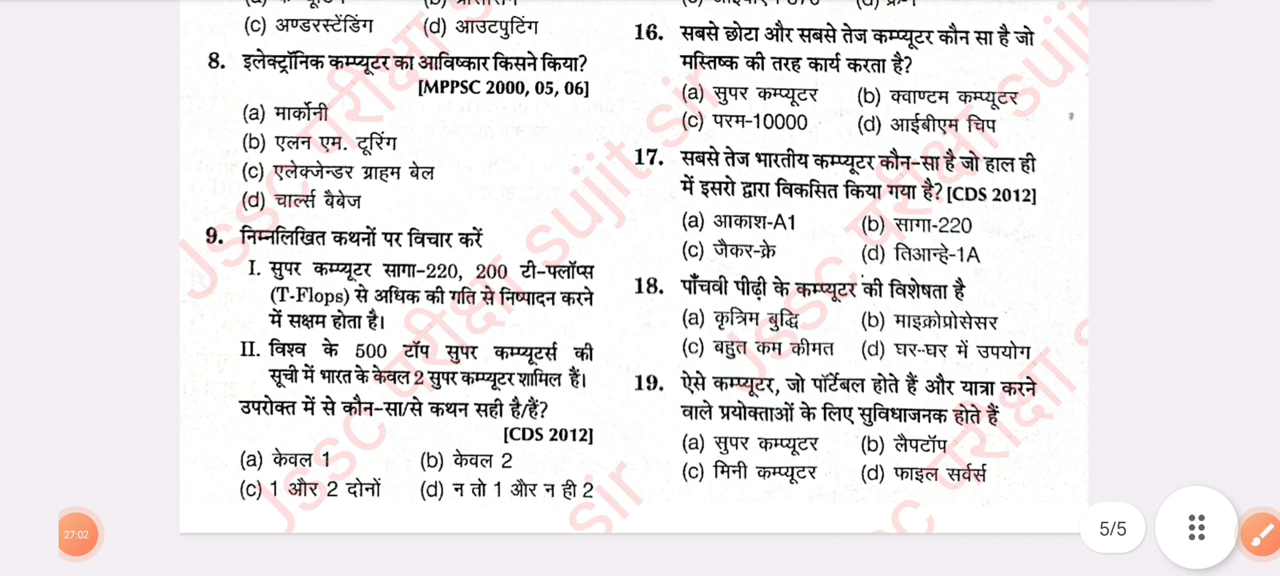 (c) अण्डरस्टेंडिंग (d) आउटपुटिंग
8. इलेक्ट्रॉनिक कम्प्यूटर का आविष्कार किसने किया?
[MPPSC 2000, 05, 06]
(a) मार्कोनी
(b) एलन एम. टूरिंग
(c) एलेक्जेन्डर ग्राहम बेल
(d) चार्ल्स बैबेज
9. निम्नलिखित कथनों पर विचार करें
I. सुपर कम्प्यूटर सागा-220, 200 टी-फ्लॉप्स
(T-Flops) से अधिक की गति से निष्पादन करने
में सक्षम होता है।
II. विश्व के 500 टॉप सुपर कम्प्यूटर्स की
सूची में भारत के केवल 2 सुपर कम्प्यूटर शामिल हैं।
उपरोक्त में से कौन-सा/से कथन सही है/हैं?
[CDS 2012]
(a) केवल 1 (b) केवल 2
(c) 1 और 2 दोनों (d) न तो 1 और न ही 2
16. सबसे छोटा और सबसे तेज कम्प्यूटर कौन सा है जो
मस्तिष्क की तरह कार्य करता है?
(a) सुपर कम्प्यूटर (b) क्वाण्टम कम्प्यूटर
(c) परम-10000 (d) आईबीएम चिप
17. सबसे तेज भारतीय कम्प्यूटर कौन-सा है जो हाल ही
में इसरो द्वारा विकसित किया गया है? [CDS 2012]
(a) आकाश-A1 (b) सागा-220
(c) जैकर-क्रे (d) तिआन्हे-1A
18. पाँचवी पीढ़ी के कम्प्यूटर की विशेषता है
(a) कृत्रिम बुद्धि (b) माइक्रोप्रोसेसर
(c) बहुत कम कीमत (d) घर-घर में उपयोग
19. ऐसे कम्प्यूटर, जो पॉर्टेबल होते हैं और यात्रा करने
वाले प्रयोक्ताओं के लिए सुविधाजनक होते हैं
(a) सुपर कम्प्यूटर (b) लैपटॉप
(c) मिनी कम्प्यूटर (d) फाइल सर्वर्स
Jssc परीक्षा sujit sir
27:02
5/5